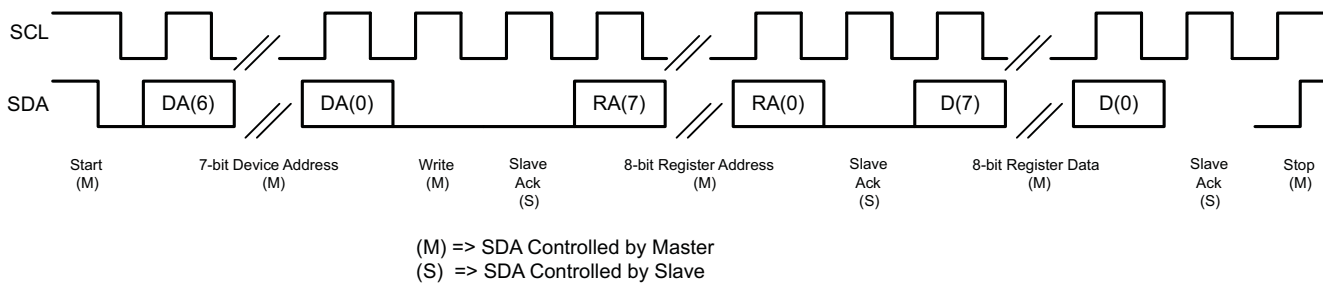 SCL
SDA
DA(6)
DA(0)
RA(7)
RA(0)
D(7)
D(0)
Start
(M)
7-bit Device Address
(M)
Write
(M)
Slave
Ack
(S)
8-bit Register Address
(M)
Slave
Ack
(S)
8-bit Register Data
(M)
Slave
Ack
(S)
Stop
(M)
(M) => SDA Controlled by Master
(S) => SDA Controlled by Slave